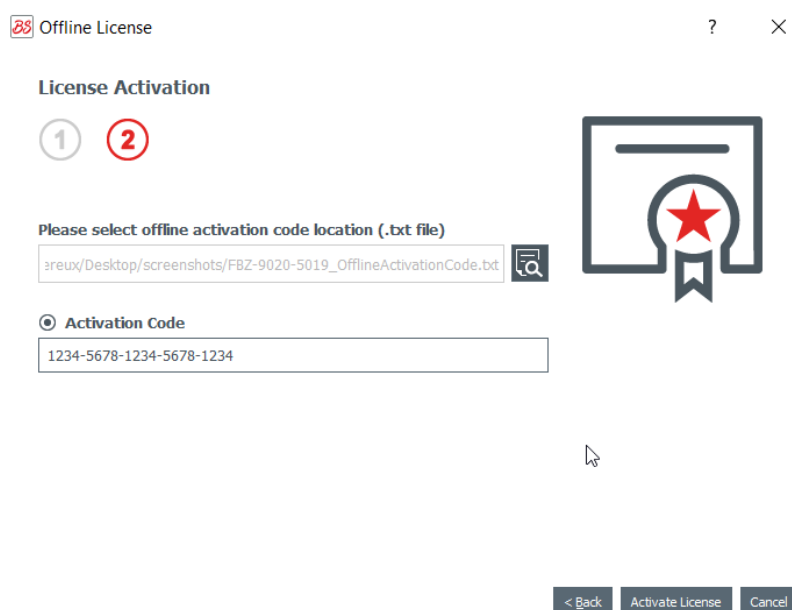 BS Offline License ?
License Activation
1 2
Please select offline activation code location (.txt file)
ereux/Desktop/screenshots/FBZ-9020-5019_OfflineActivationCode.txt
Activation Code
1234-5678-1234-5678-1234
< Back Activate License Cancel